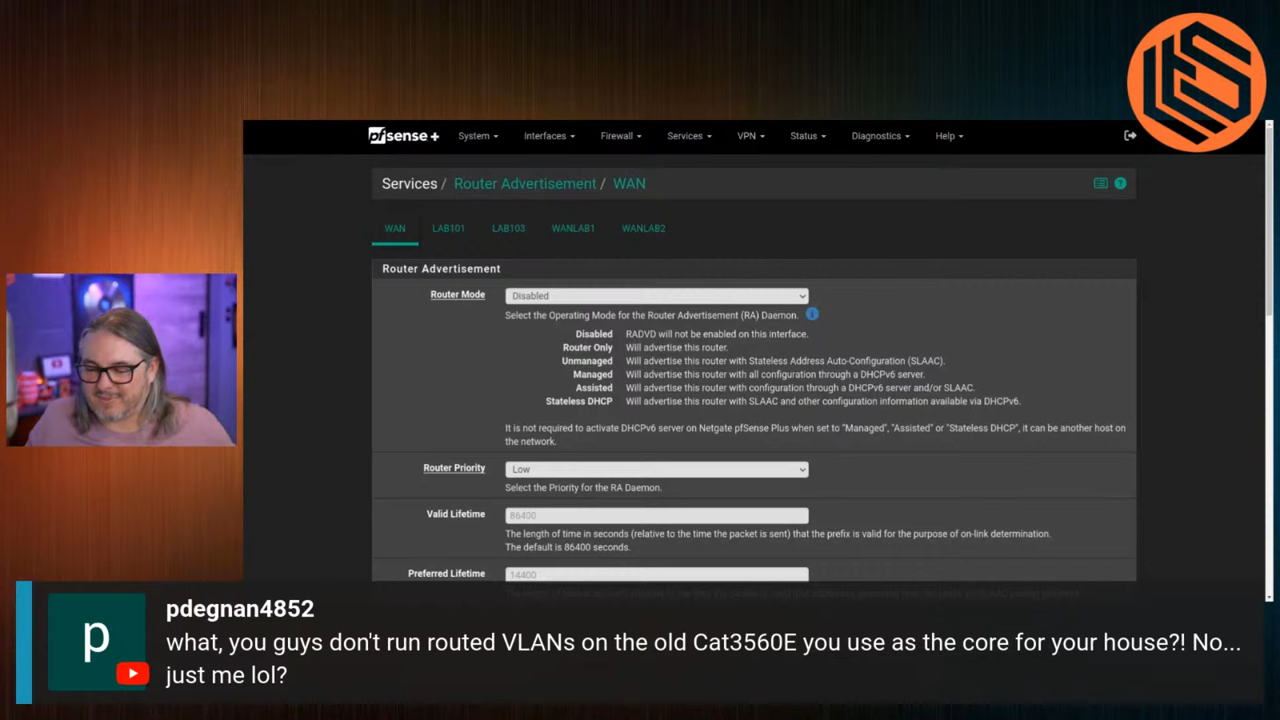 pfsense +
System Interfaces Firewall Services VPN Status Diagnostics Help
Services / Router Advertisement / WAN
WAN LAB101 LAB103 WANLAB1 WANLAB2
Router Advertisement
Router Mode Disabled
Select the Operating Mode for the Router Advertisement (RA) Daemon.
Disabled RADVD will not be enabled on this interface.
Router Only Will advertise this router.
Unmanaged Will advertise this router with Stateless Address Auto-Configuration (SLAAC).
Managed Will advertise this router with all configuration through a DHCPv6 server.
Assisted Will advertise this router with configuration through a DHCPv6 server and/or SLAAC.
Stateless DHCP Will advertise this router with SLAAC and other configuration information available via DHCPv6.
It is not required to activate DHCPv6 server on Netgate pfSense Plus when set to "Managed", "Assisted" or "Stateless DHCP", it can be another host on
the network.
Router Priority Low
Select the Priority for the RA Daemon.
Valid Lifetime 86400
The length of time in seconds (relative to the time the packet is sent) that the prefix is valid for the purpose of on-link determination.
The default is 86400 seconds.
Preferred Lifetime 14400
p
pdegnan4852
what, you guys don't run routed VLANs on the old Cat3560E you use as the core for your house?! No...
just me lol?